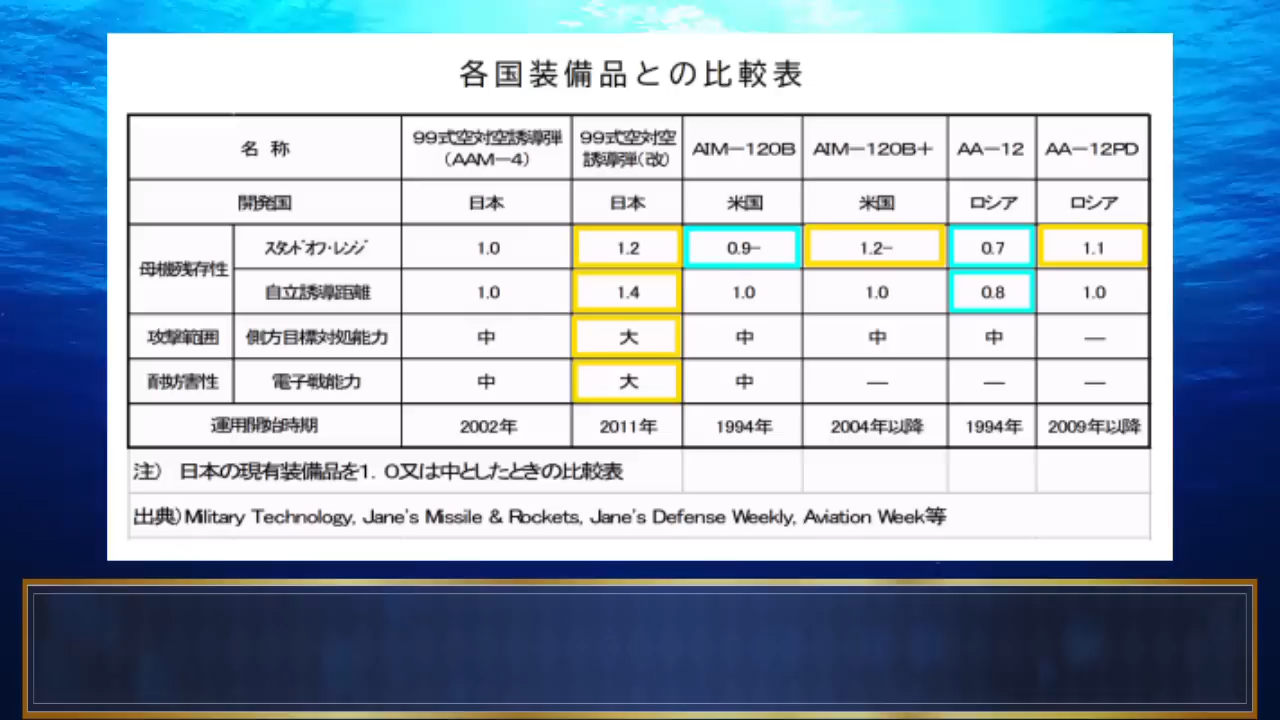 各国装備品との比較表
名 称 99式空対空誘導弾(AAM-4) 99式空対空誘導弾(改) AIM-120B AIM-120B+ AA-12 AA-12PD
開発国 日本 日本 米国 米国 ロシア ロシア
母機残存性 スタンドオフ・レンジ 1.0 1.2 0.9- 1.2- 0.7 1.1
自立誘導距離 1.0 1.4 1.0 1.0 0.8 1.0
攻撃範囲 側方目標対処能力 中 大 中 中 中 —
耐妨害性 電子戦能力 中 大 中 — — —
運用開始時期 2002年 2011年 1994年 2004年以降 1994年 2009年以降
注) 日本の現有装備品を1.0又は中としたときの比較表
出典)Military Technology, Jane's Missile & Rockets, Jane's Defense Weekly, Aviation Week等